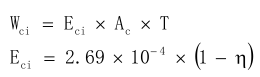 W_ci = E_ci × A_c × T
E_ci = 2.69 × 10^-4 × (1 − η)